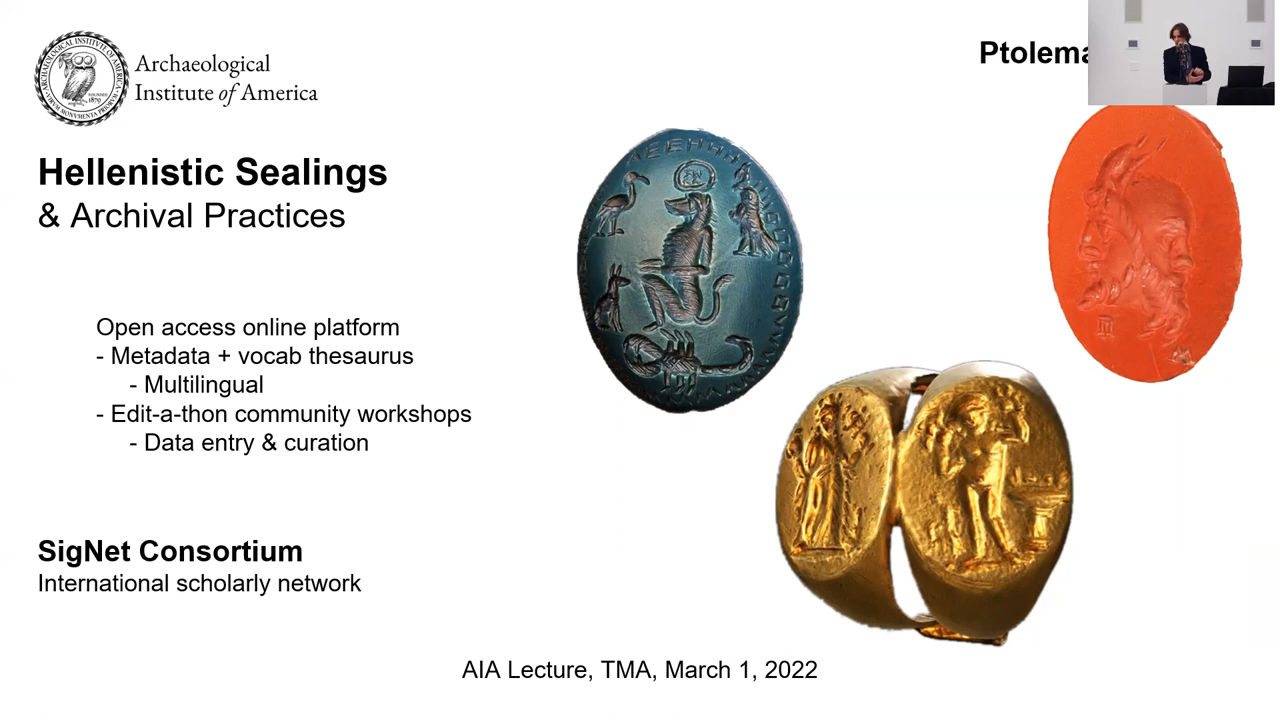 Archaeological
Institute of America
Hellenistic Sealings
& Archival Practices
Open access online platform
- Metadata + vocab thesaurus
- Multilingual
- Edit-a-thon community workshops
- Data entry & curation
SigNet Consortium
International scholarly network
AIA Lecture, TMA, March 1, 2022